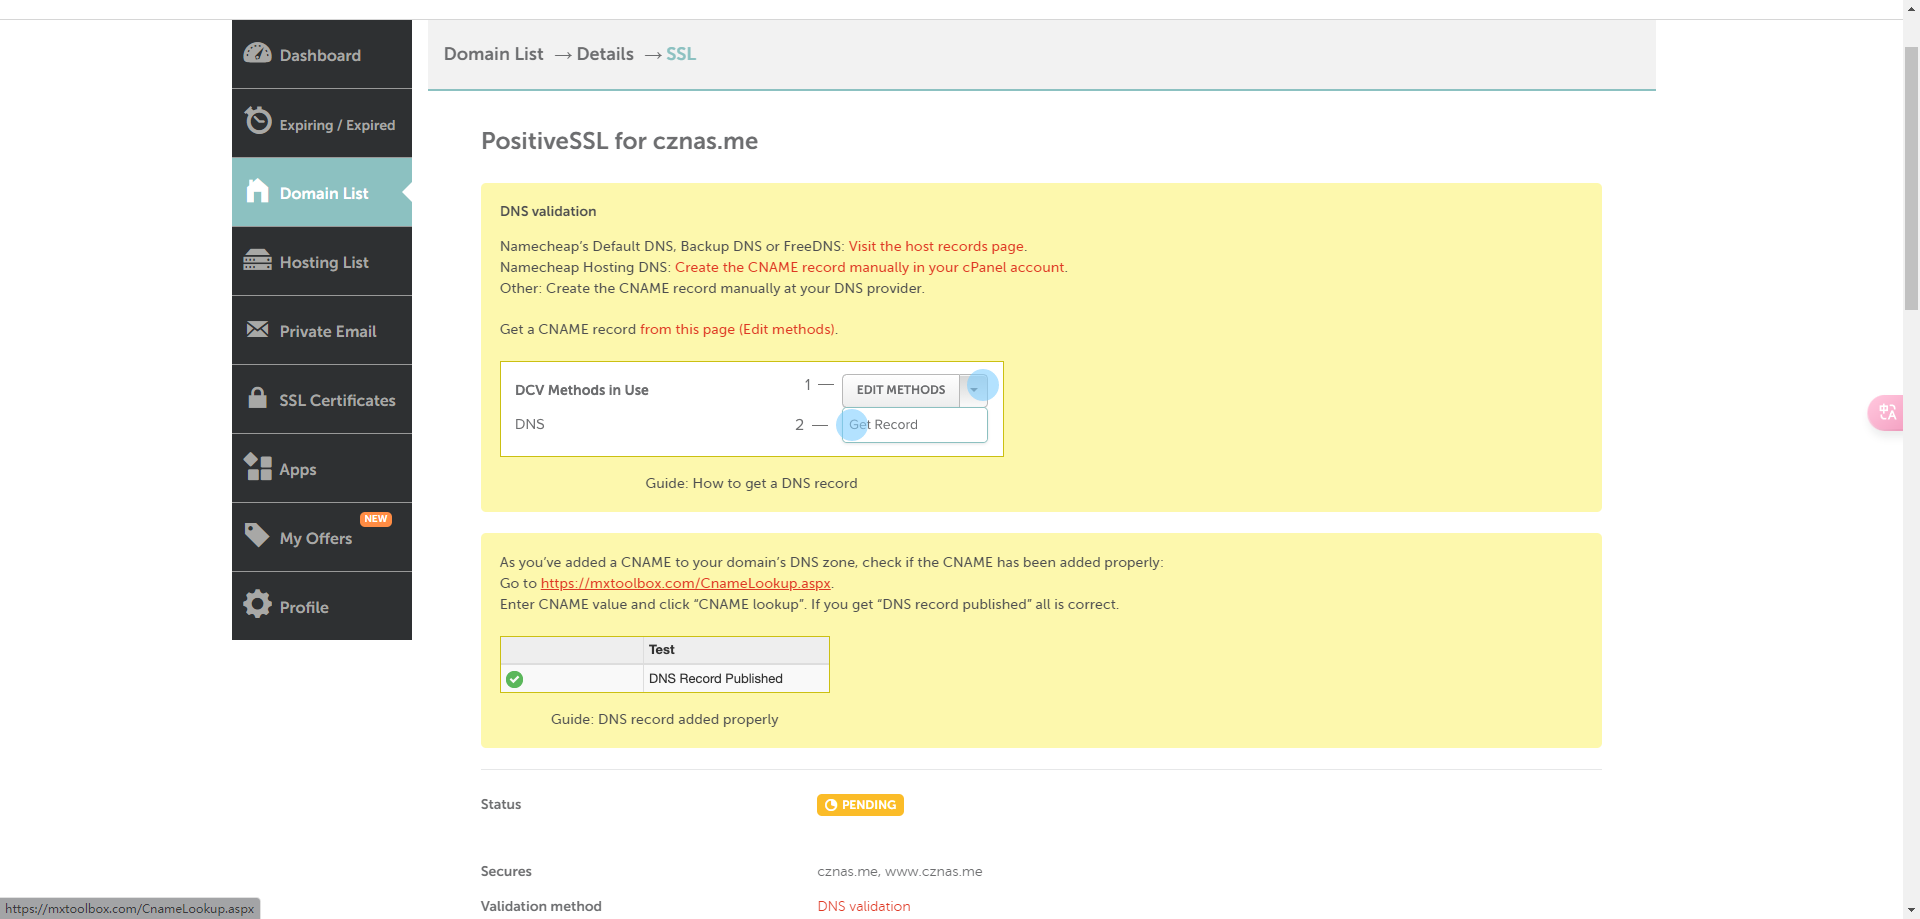 Dashboard
Expiring / Expired
Domain List
Hosting List
Private Email
SSL Certificates
Apps
NEW
My Offers
Profile
Domain List → Details → SSL
PositiveSSL for cznas.me
DNS validation
Namecheap’s Default DNS, Backup DNS or FreeDNS: Visit the host records page.
Namecheap Hosting DNS: Create the CNAME record manually in your cPanel account.
Other: Create the CNAME record manually at your DNS provider.
Get a CNAME record from this page (Edit methods).
DCV Methods in Use 1 — EDIT METHODS
DNS 2 — Get Record
Guide: How to get a DNS record
As you’ve added a CNAME to your domain’s DNS zone, check if the CNAME has been added properly:
Go to https://mxtoolbox.com/CnameLookup.aspx.
Enter CNAME value and click “CNAME lookup”. If you get “DNS record published” all is correct.
Test
DNS Record Published
Guide: DNS record added properly
Status PENDING
Secures cznas.me, www.cznas.me
Validation method DNS validation
https://mxtoolbox.com/CnameLookup.aspx
中A